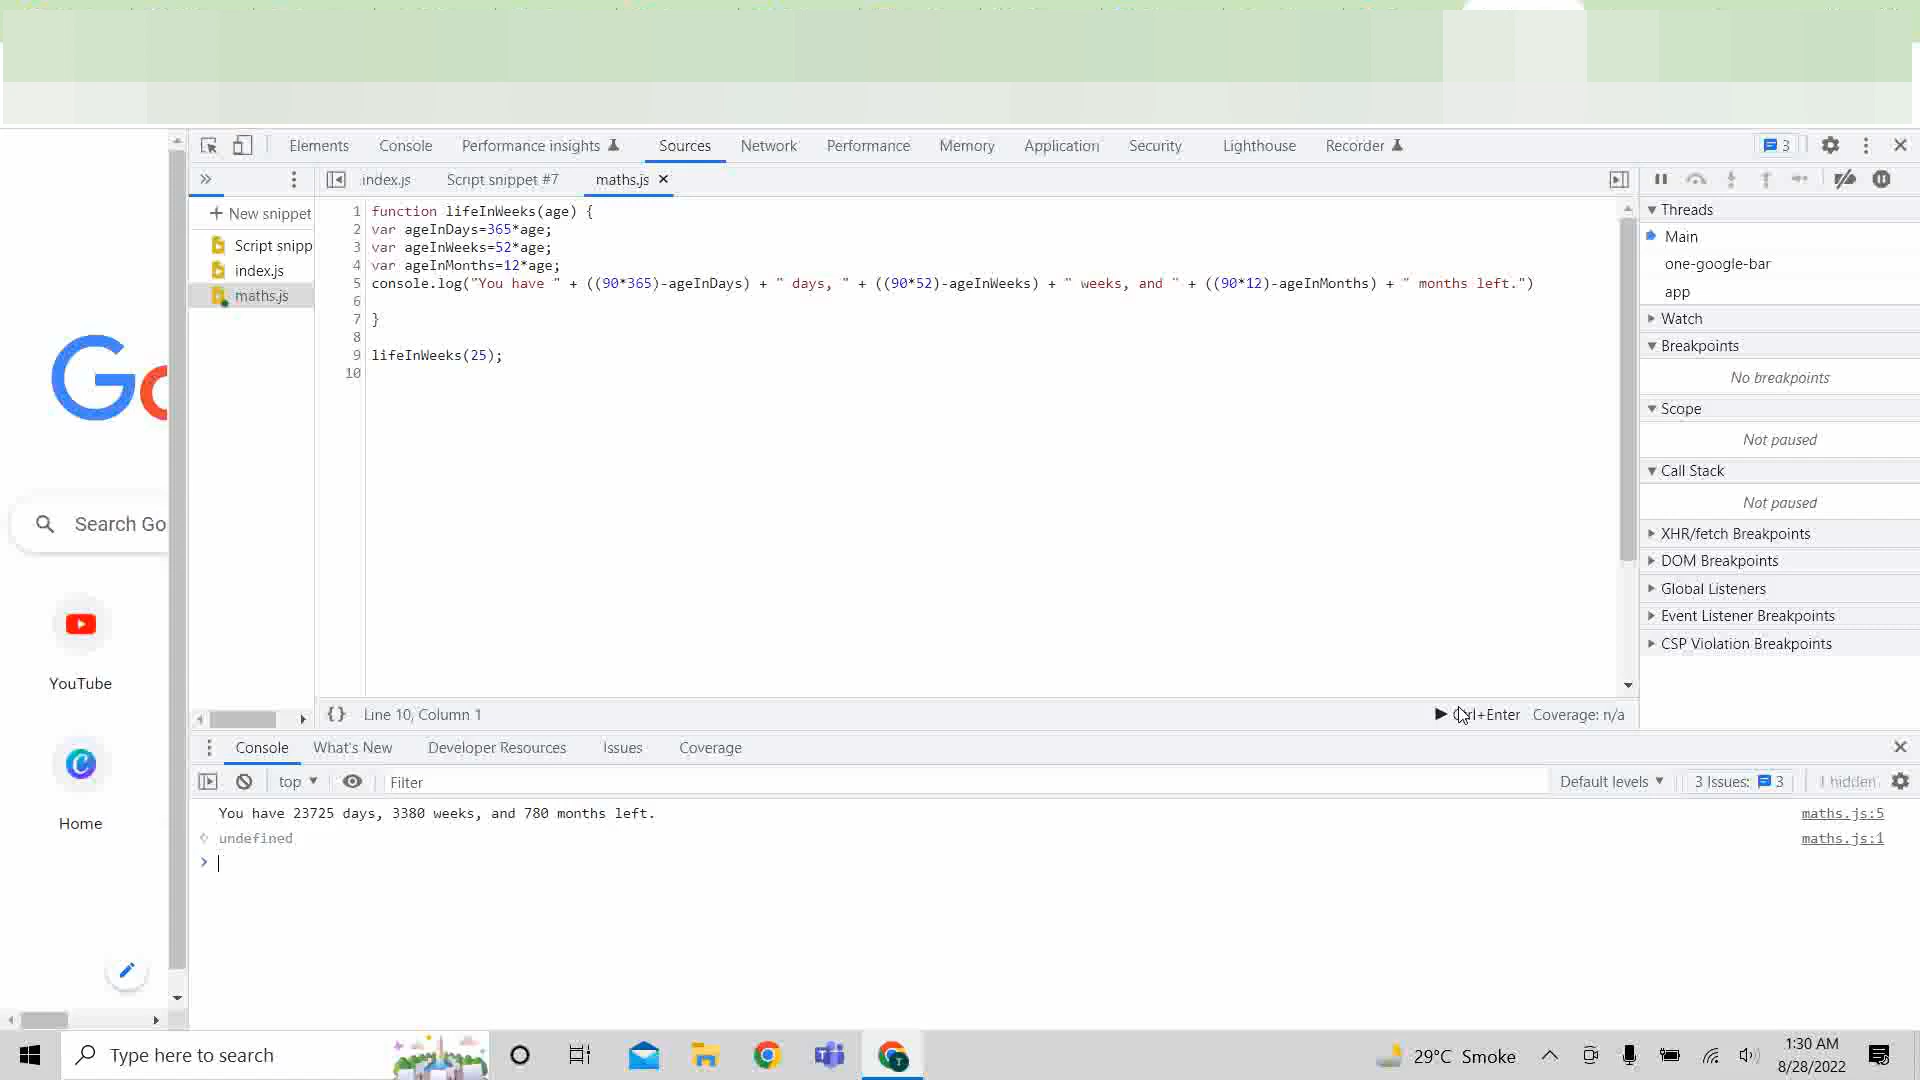 Elements Console Performance insights Sources Network Performance Memory Application Security Lighthouse Recorder 3
index.js Script snippet #7 maths.js
New snippet
Script snipp
index.js
maths.js
1 function lifeInWeeks(age) {
2 var ageInDays=365*age;
3 var ageInWeeks=52*age;
4 var ageInMonths=12*age;
5 console.log("You have " + ((90*365)-ageInDays) + " days, " + ((90*52)-ageInWeeks) + " weeks, and " + ((90*12)-ageInMonths) + " months left.")
6
7 }
8
9 lifeInWeeks(25);
10
Threads
Main
one-google-bar
app
Watch
Breakpoints
No breakpoints
Scope
Not paused
Call Stack
Not paused
XHR/fetch Breakpoints
DOM Breakpoints
Global Listeners
Event Listener Breakpoints
CSP Violation Breakpoints
Go
Search Go
YouTube
Home
{} Line 10, Column 1 Ctrl+Enter Coverage: n/a
Console What's New Developer Resources Issues Coverage
top Filter Default levels 3 Issues: 3 1 hidden
You have 23725 days, 3380 weeks, and 780 months left. maths.js:5
undefined maths.js:1
>
Type here to search 29°C Smoke 1:30 AM
8/28/2022